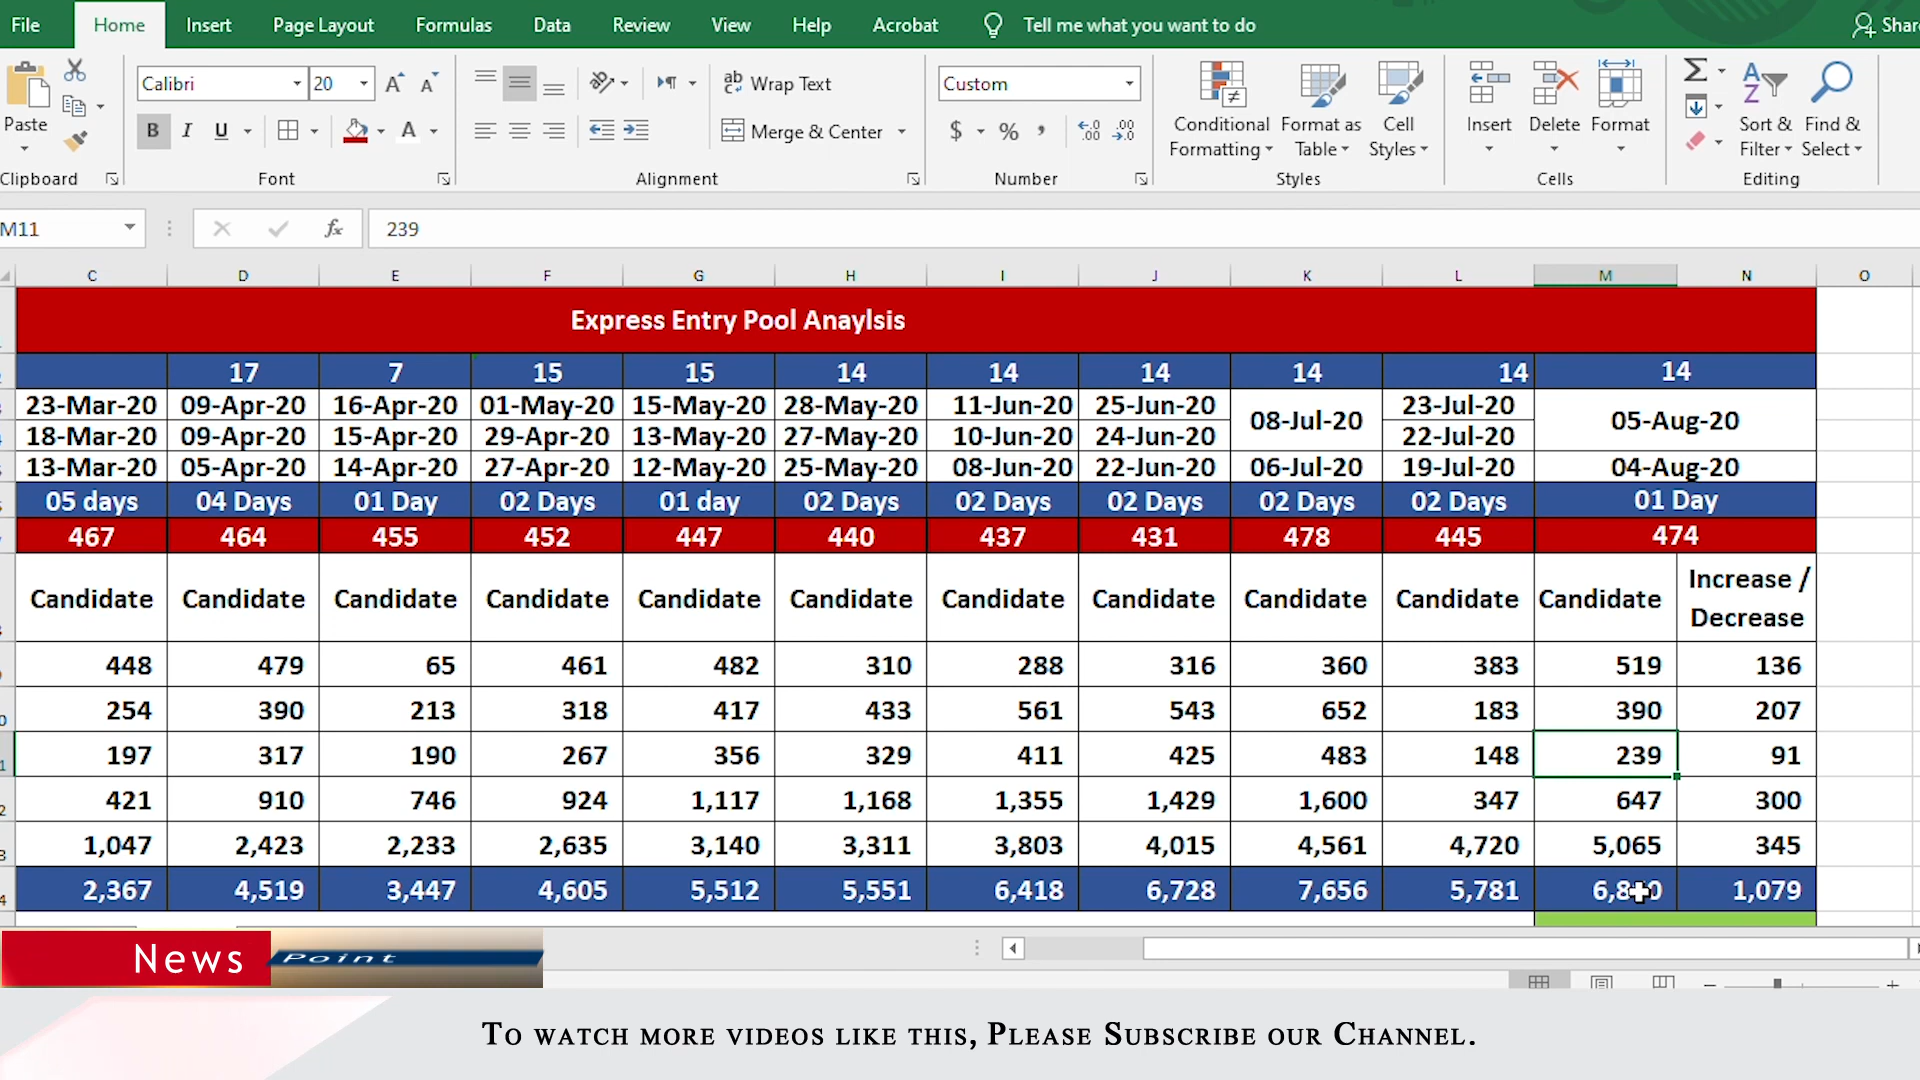 File Home Insert Page Layout Formulas Data Review View Help Acrobat Tell me what you want to do
Calibri 20 Wrap Text Custom
Paste B I U Merge & Center $ % Conditional Formatting Format as Table Cell Styles Insert Delete Format Sort & Filter Find & Select
Clipboard Font Alignment Number Styles Cells Editing
M11 fx 239
C D E F G H I J K L M N O
Express Entry Pool Anaylsis
17 7 15 15 14 14 14 14 14 14
23-Mar-20 09-Apr-20 16-Apr-20 01-May-20 15-May-20 28-May-20 11-Jun-20 25-Jun-20 08-Jul-20 23-Jul-20 05-Aug-20
18-Mar-20 09-Apr-20 15-Apr-20 29-Apr-20 13-May-20 27-May-20 10-Jun-20 24-Jun-20 22-Jul-20
13-Mar-20 05-Apr-20 14-Apr-20 27-Apr-20 12-May-20 25-May-20 08-Jun-20 22-Jun-20 06-Jul-20 19-Jul-20 04-Aug-20
05 days 04 Days 01 Day 02 Days 01 day 02 Days 02 Days 02 Days 02 Days 02 Days 01 Day
467 464 455 452 447 440 437 431 478 445 474
Candidate Candidate Candidate Candidate Candidate Candidate Candidate Candidate Candidate Candidate Candidate Increase / Decrease
448 479 65 461 482 310 288 316 360 383 519 136
254 390 213 318 417 433 561 543 652 183 390 207
197 317 190 267 356 329 411 425 483 148 239 91
421 910 746 924 1,117 1,168 1,355 1,429 1,600 347 647 300
1,047 2,423 2,233 2,635 3,140 3,311 3,803 4,015 4,561 4,720 5,065 345
2,367 4,519 3,447 4,605 5,512 5,551 6,418 6,728 7,656 5,781 1,079
News Point
To watch more videos like this, Please Subscribe our Channel.